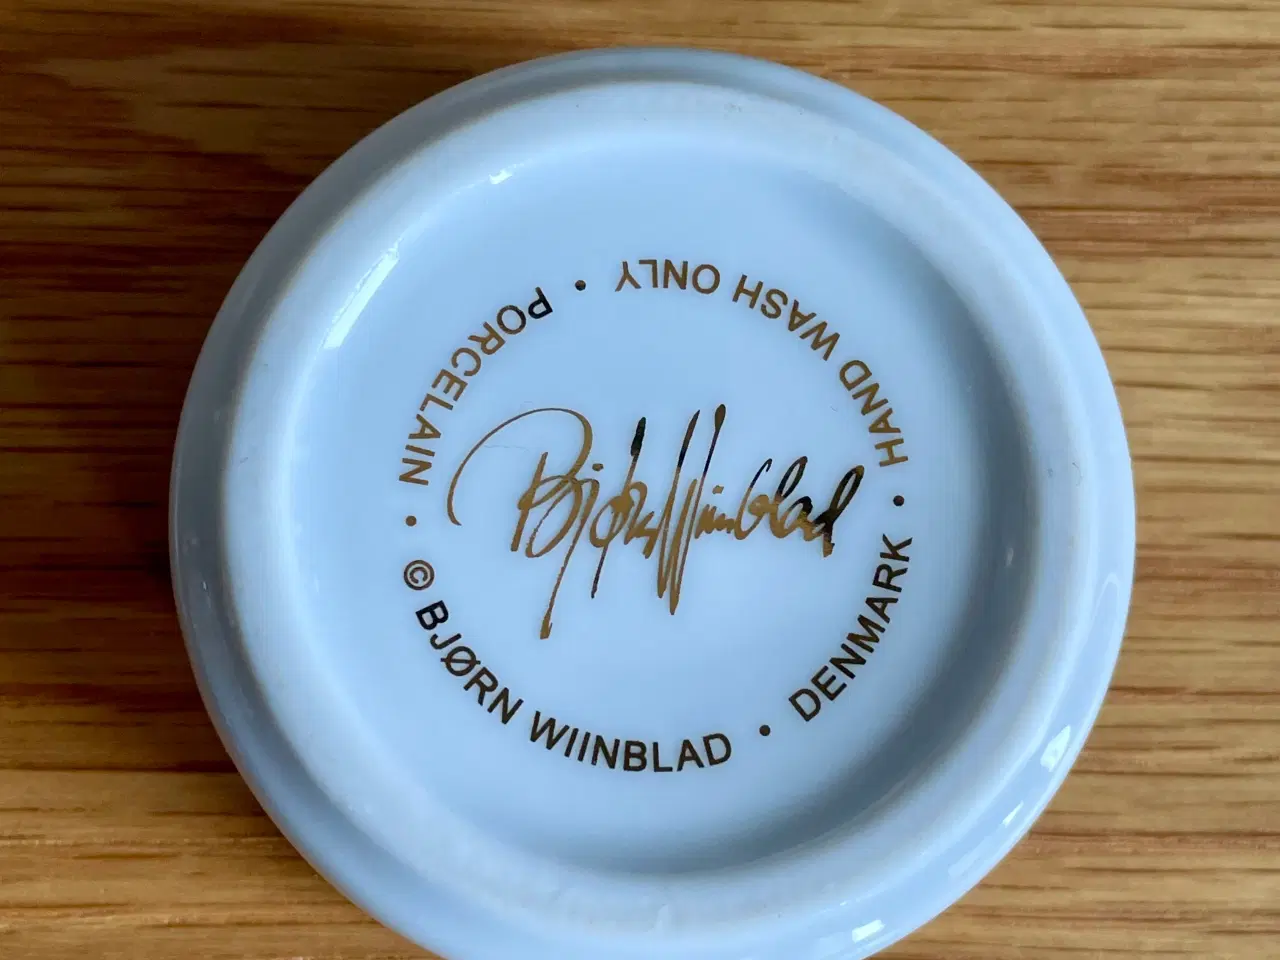 Bjørn Wiinblad
© BJØRN WIINBLAD • DENMARK • HAND WASH ONLY • PORCELAIN •